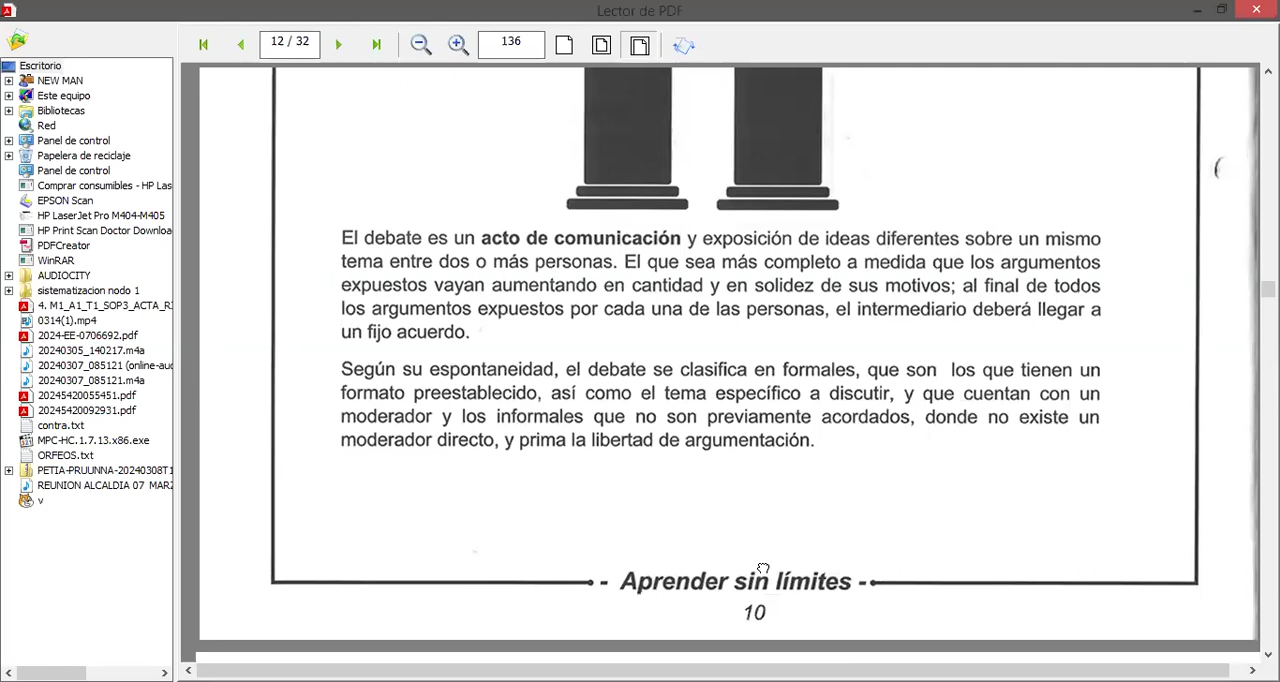 Lector de PDF
12 / 32
136
Escritorio
NEW MAN
Este equipo
Bibliotecas
Red
Panel de control
Papelera de reciclaje
Panel de control
Comprar consumibles - HP Las
EPSON Scan
HP LaserJet Pro M404-M405
HP Print Scan Doctor Downloa
PDFCreator
WinRAR
AUDIOCITY
sistematizacion nodo 1
4. M1_A1_T1_SOP3_ACTA_R
0314(1).mp4
2024-EE-0706692.pdf
20240305_140217.m4a
20240307_085121 (online-au
20240307_085121.m4a
20245420055451.pdf
20245420092931.pdf
contra.txt
MPC-HC.1.7.13.x86.exe
ORFEOS.txt
PETIA-PRUUNNA-20240308T1
REUNION ALCALDIA 07 MAR
v
El debate es un acto de comunicación y exposición de ideas diferentes sobre un mismo
tema entre dos o más personas. El que sea más completo a medida que los argumentos
expuestos vayan aumentando en cantidad y en solidez de sus motivos; al final de todos
los argumentos expuestos por cada una de las personas, el intermediario deberá llegar a
un fijo acuerdo.
Según su espontaneidad, el debate se clasifica en formales, que son los que tienen un
formato preestablecido, así como el tema específico a discutir, y que cuentan con un
moderador y los informales que no son previamente acordados, donde no existe un
moderador directo, y prima la libertad de argumentación.
- Aprender sin límites -
10